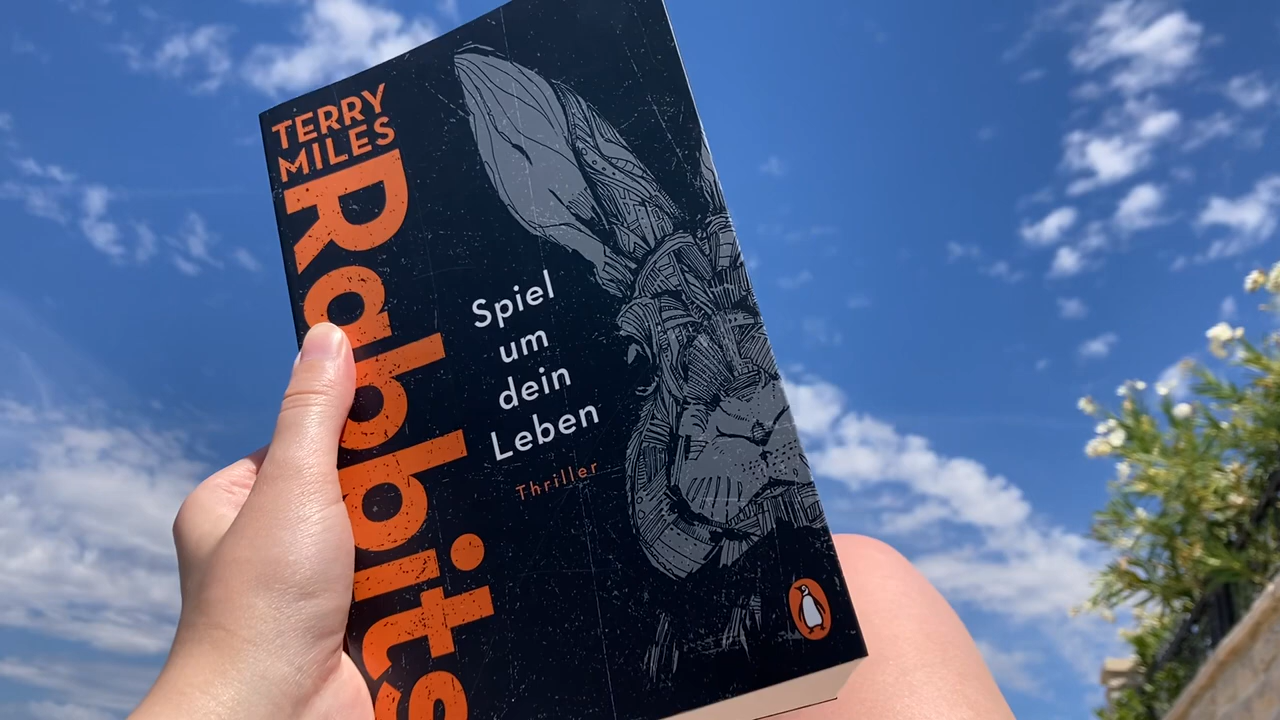 TERRY
MILES
Rabbits
Spiel
um
dein
Leben
Thriller